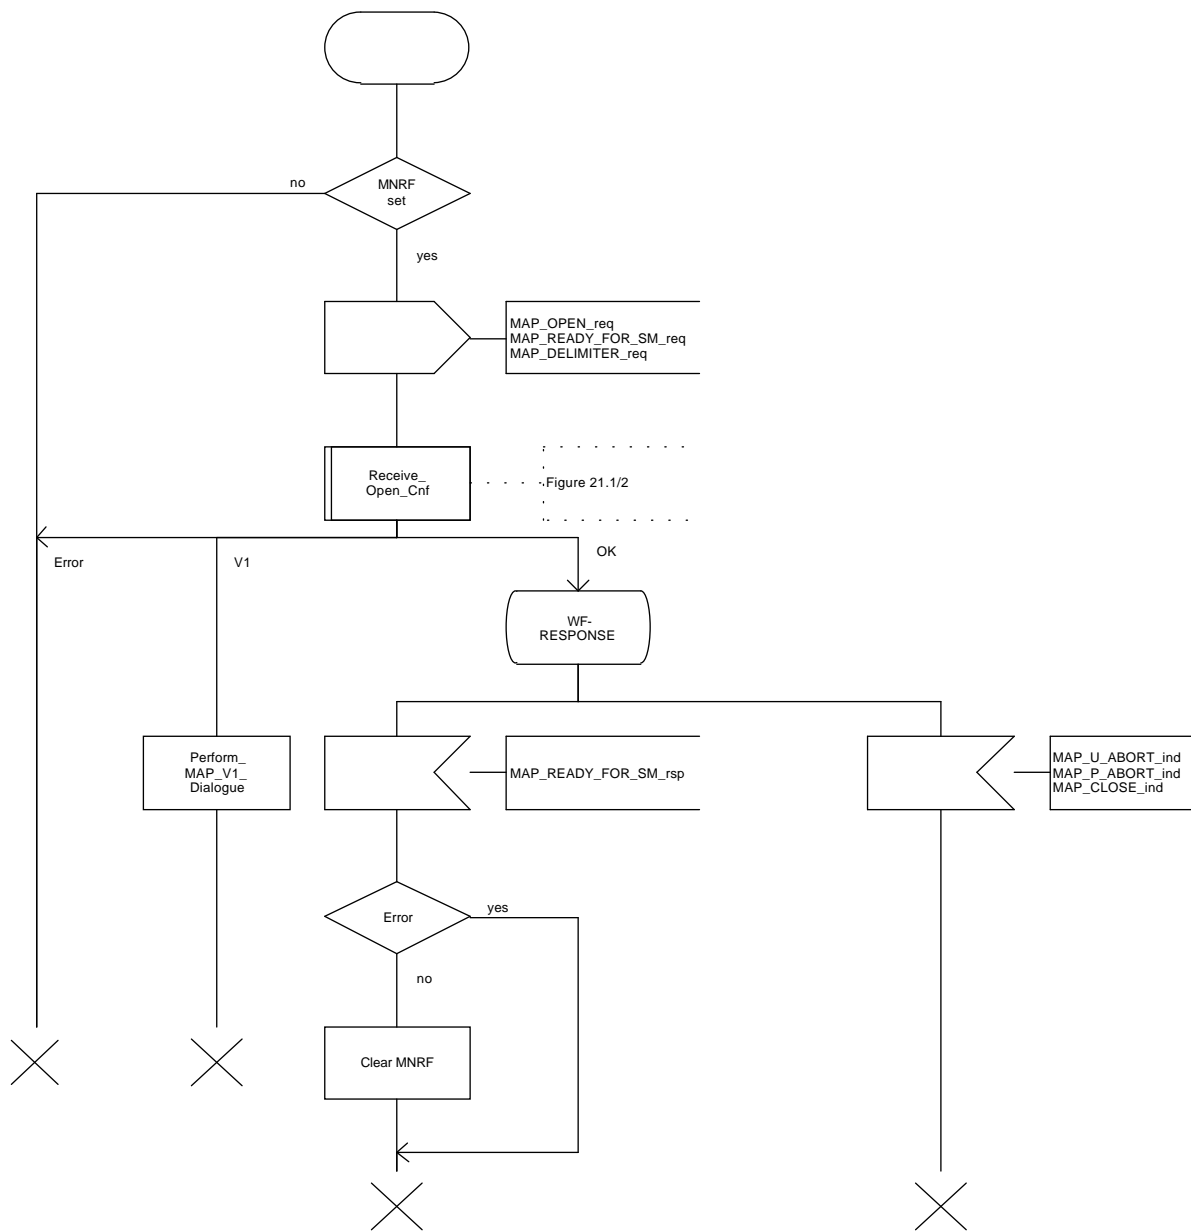 no
MNRF
set
yes
MAP_OPEN_req
MAP_READY_FOR_SM_req
MAP_DELIMITER_req
Receive_
Open_Cnf
Figure 21.1/2
Error
V1
OK
WF-
RESPONSE
Perform_
MAP_V1_
Dialogue
MAP_READY_FOR_SM_rsp
MAP_U_ABORT_ind
MAP_P_ABORT_ind
MAP_CLOSE_ind
Error
yes
no
Clear MNRF